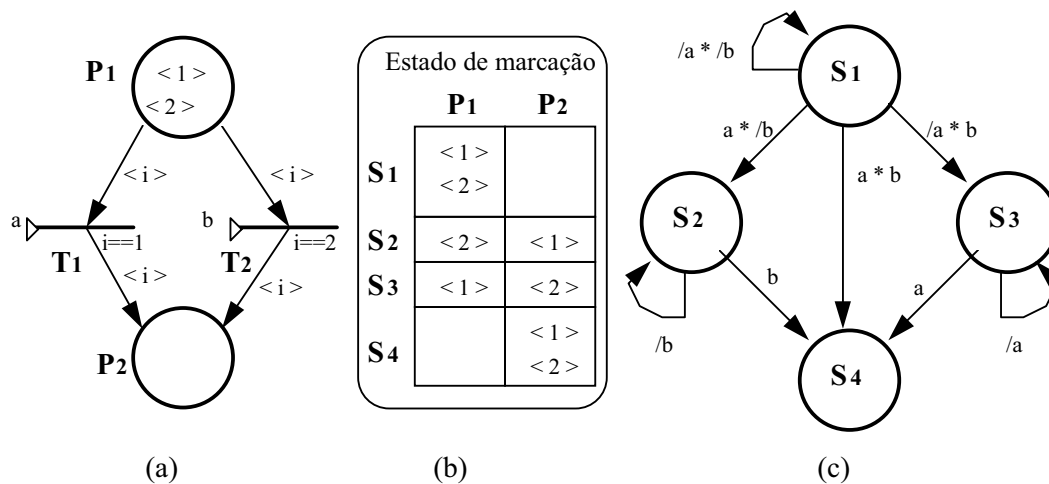 P1
< 1 >
< 2 >
< i >
< i >
a
b
i==1
i==2
T1
T2
< i >
< i >
P2
(a)
Estado de marcação
P1 P2
S1
< 1 >
< 2 >
S2 < 2 > < 1 >
S3 < 1 > < 2 >
S4
< 1 >
< 2 >
(b)
/a * /b
S1
a * /b
/a * b
a * b
S2
S3
b
a
/b
/a
S4
(c)